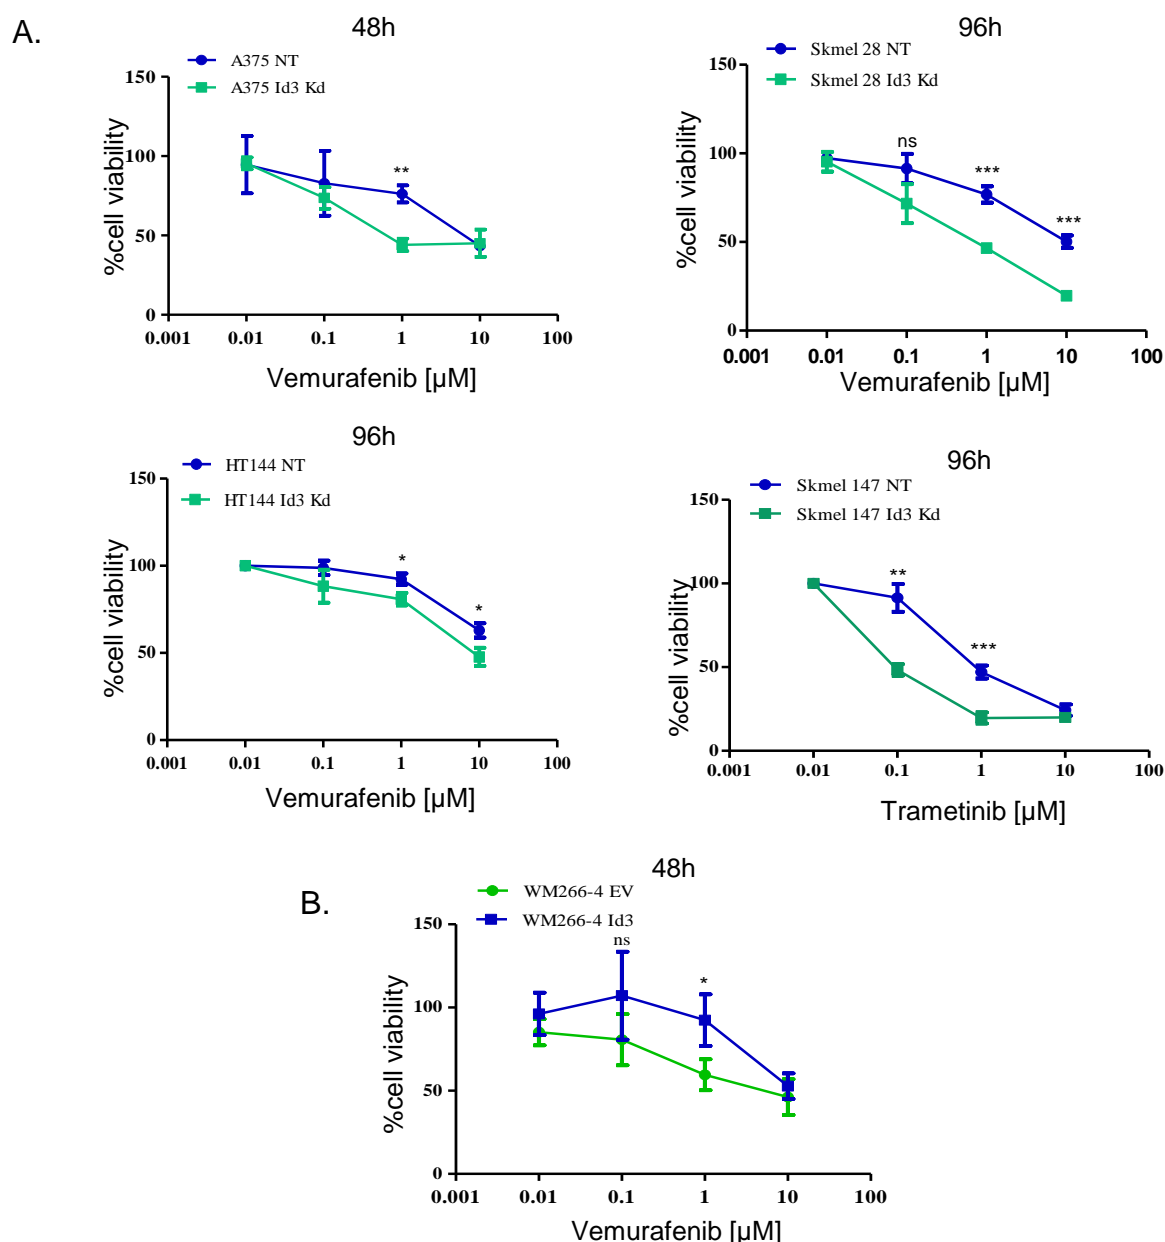 A.
48h
A375 NT
A375 Id3 Kd
%cell viability
150
100
50
0
**
0.001 0.01 0.1 1 10 100
Vemurafenib [µM]
96h
Skmel 28 NT
Skmel 28 Id3 Kd
%cell viability
150
100
50
0
ns
***
***
0.001 0.01 0.1 1 10 100
Vemurafenib [µM]
96h
HT144 NT
HT144 Id3 Kd
%cell viability
150
100
50
0
*
*
0.001 0.01 0.1 1 10 100
Vemurafenib [µM]
96h
Skmel 147 NT
Skmel 147 Id3 Kd
%cell viability
150
100
50
0
**
***
0.001 0.01 0.1 1 10 100
Trametinib [µM]
B.
48h
WM266-4 EV
WM266-4 Id3
%cell viability
150
100
50
0
ns
*
0.001 0.01 0.1 1 10 100
Vemurafenib [µM]